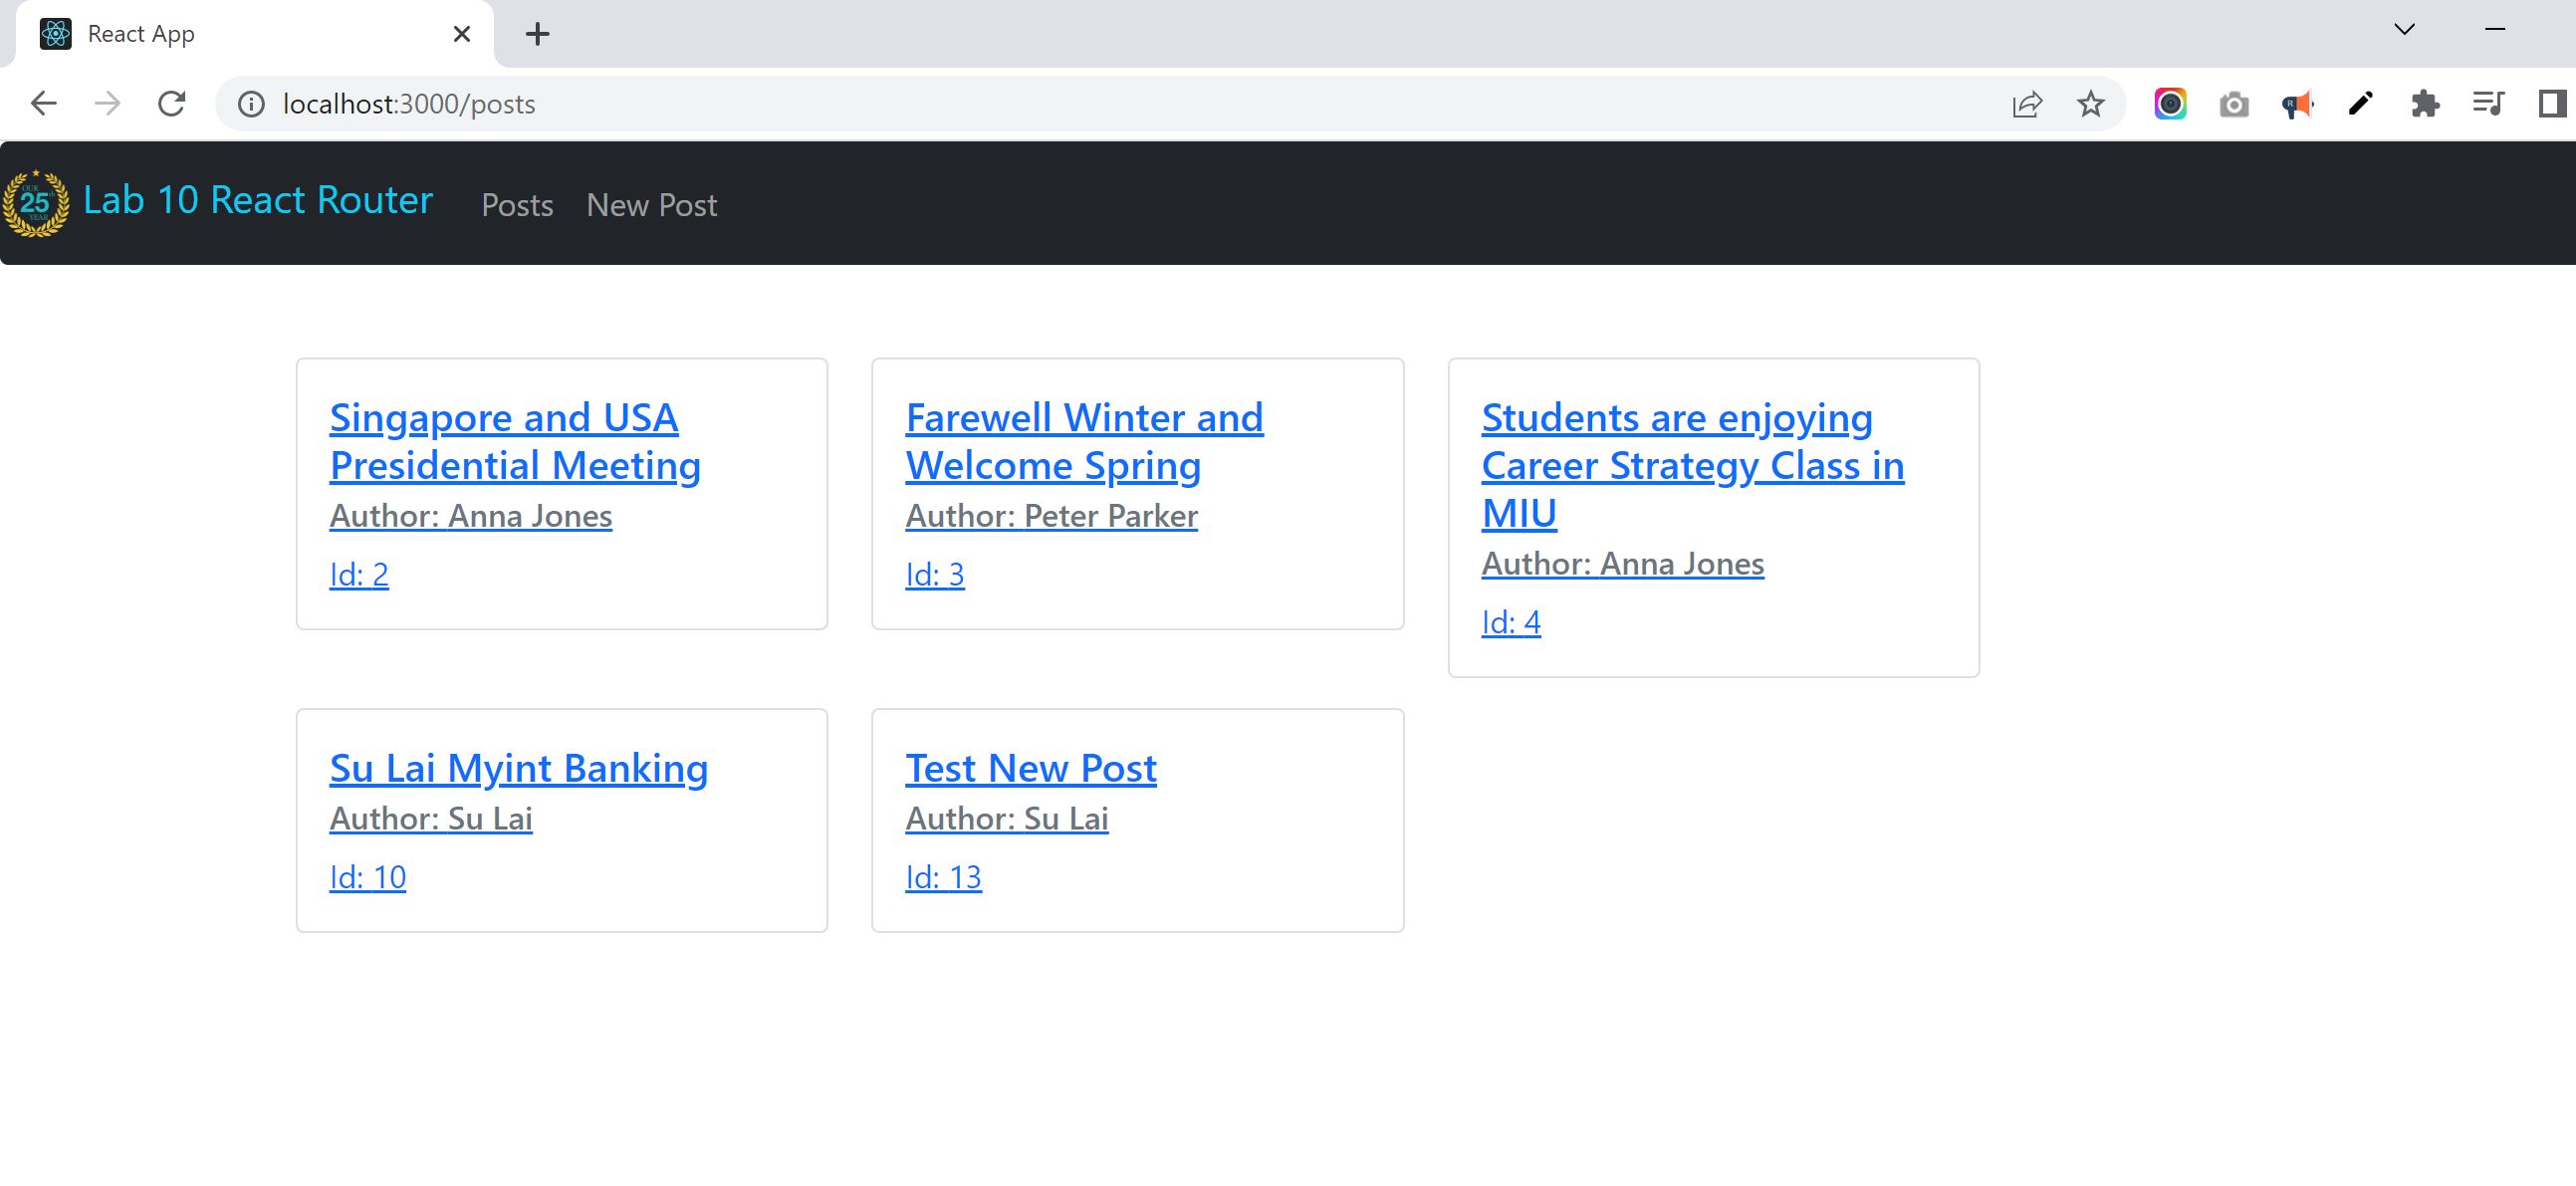 React App
localhost:3000/posts
OUR
25th
YEAR
Lab 10 React Router
Posts
New Post
Singapore and USA
Presidential Meeting
Author: Anna Jones
Id: 2
Farewell Winter and
Welcome Spring
Author: Peter Parker
Id: 3
Students are enjoying
Career Strategy Class in
MIU
Author: Anna Jones
Id: 4
Su Lai Myint Banking
Author: Su Lai
Id: 10
Test New Post
Author: Su Lai
Id: 13